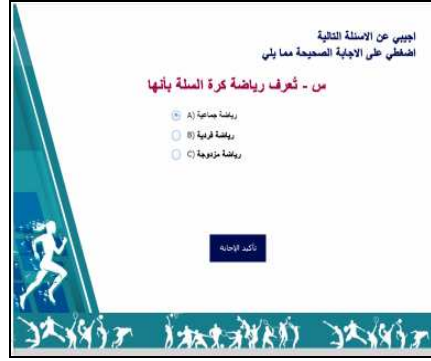 اجيبي عن الاسئلة التالية
اضغطي على الاجابة الصحيحة مما يلي
س - تُعرف رياضة كرة السلة بأنها
A) رياضة جماعية
B) رياضة فردية
C) رياضة مزدوجة
تأكيد الإجابة